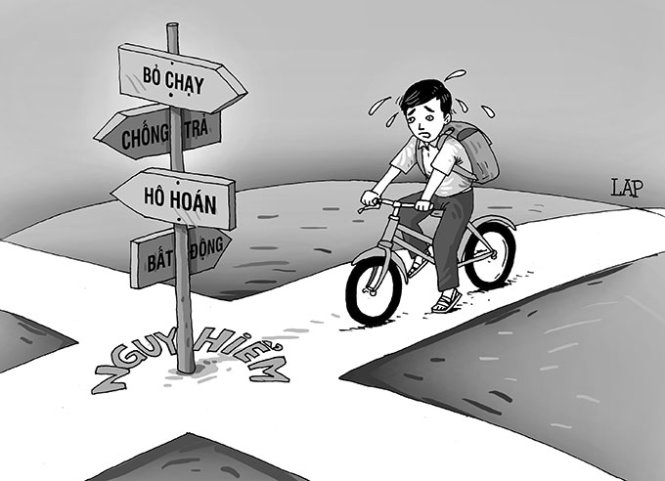 BỎ CHẠY
CHỐNG TRẢ
HÔ HOÁN
BẤT ĐỘNG
NGUY HIỂM
LAP